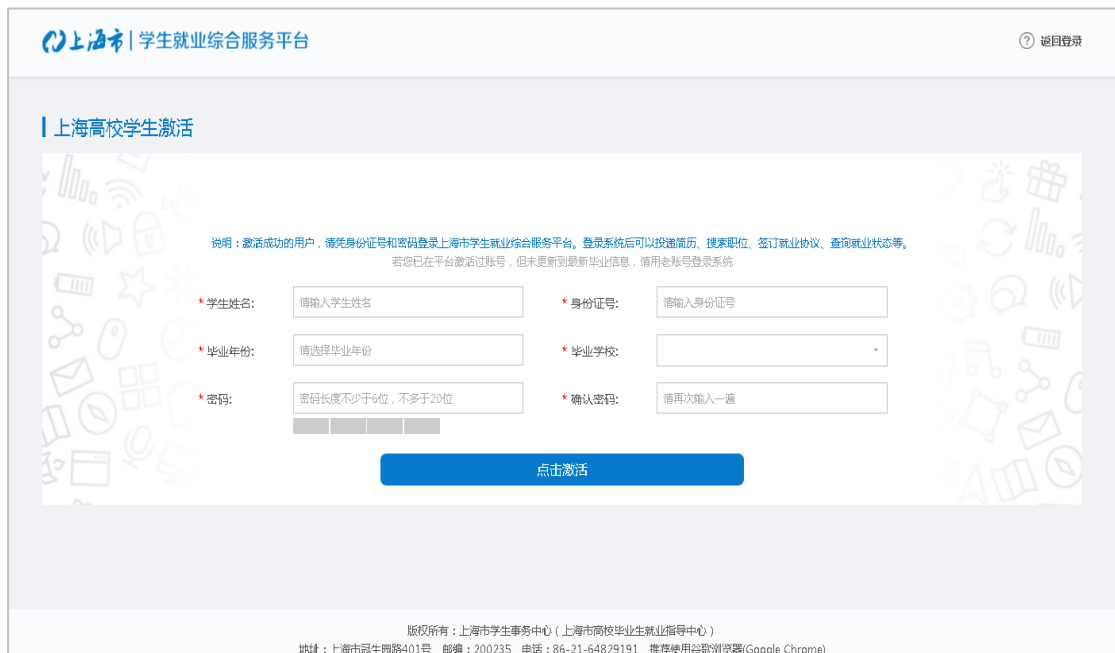 上海市 | 学生就业综合服务平台
? 返回登录
上海高校学生激活
说明：激活成功的用户，请凭身份证号和密码登录上海市学生就业综合服务平台。登录系统后可以投递简历、搜索职位、签订就业协议、查询就业状态等。
若您已在平台激活过账号，但未更新到最新毕业信息，请用老账号登录系统
* 学生姓名: 请输入学生姓名 * 身份证号: 请输入身份证号
* 毕业年份: 请选择毕业年份 * 毕业学校:
* 密码: 密码长度不少于6位，不多于20位 * 确认密码: 请再次输入一遍
点击激活
版权所有：上海市学生事务中心（上海市高校毕业生就业指导中心）
地址：上海市冠生园路401号 邮编：200235 电话：86-21-64829191 推荐使用谷歌浏览器(Google Chrome)